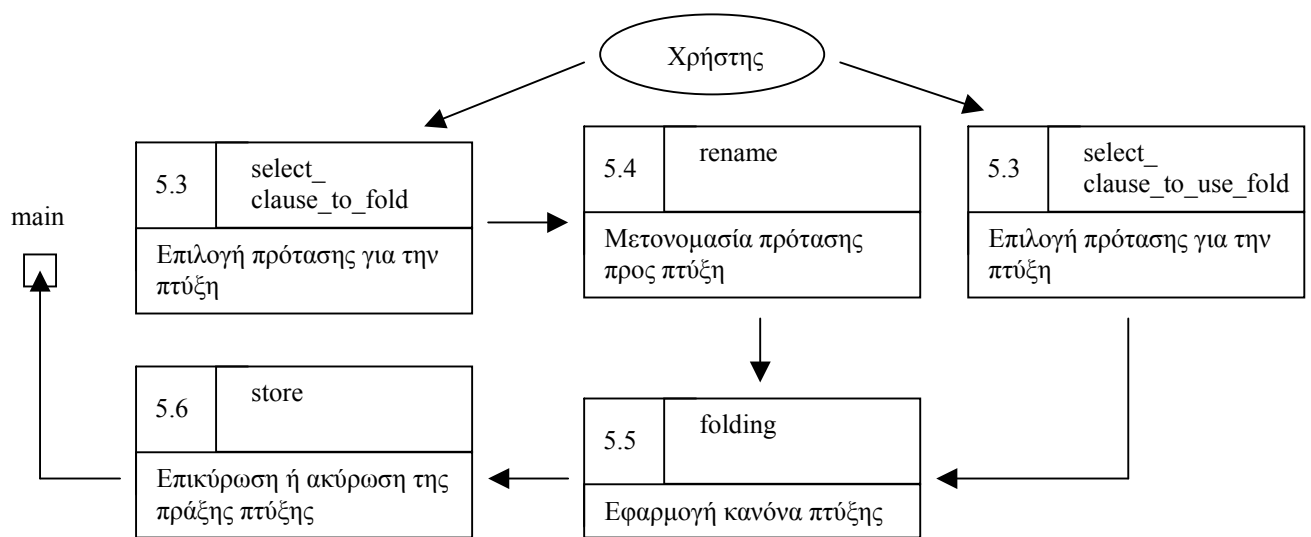 Χρήστης
5.3
select_
clause_to_fold
Επιλογή πρότασης για την
πτύξη
5.4
rename
Μετονομασία πρότασης
προς πτύξη
5.3
select_
clause_to_use_fold
Επιλογή πρότασης για την
πτύξη
main
5.6
store
Επικύρωση ή ακύρωση της
πράξης πτύξης
5.5
folding
Εφαρμογή κανόνα πτύξης